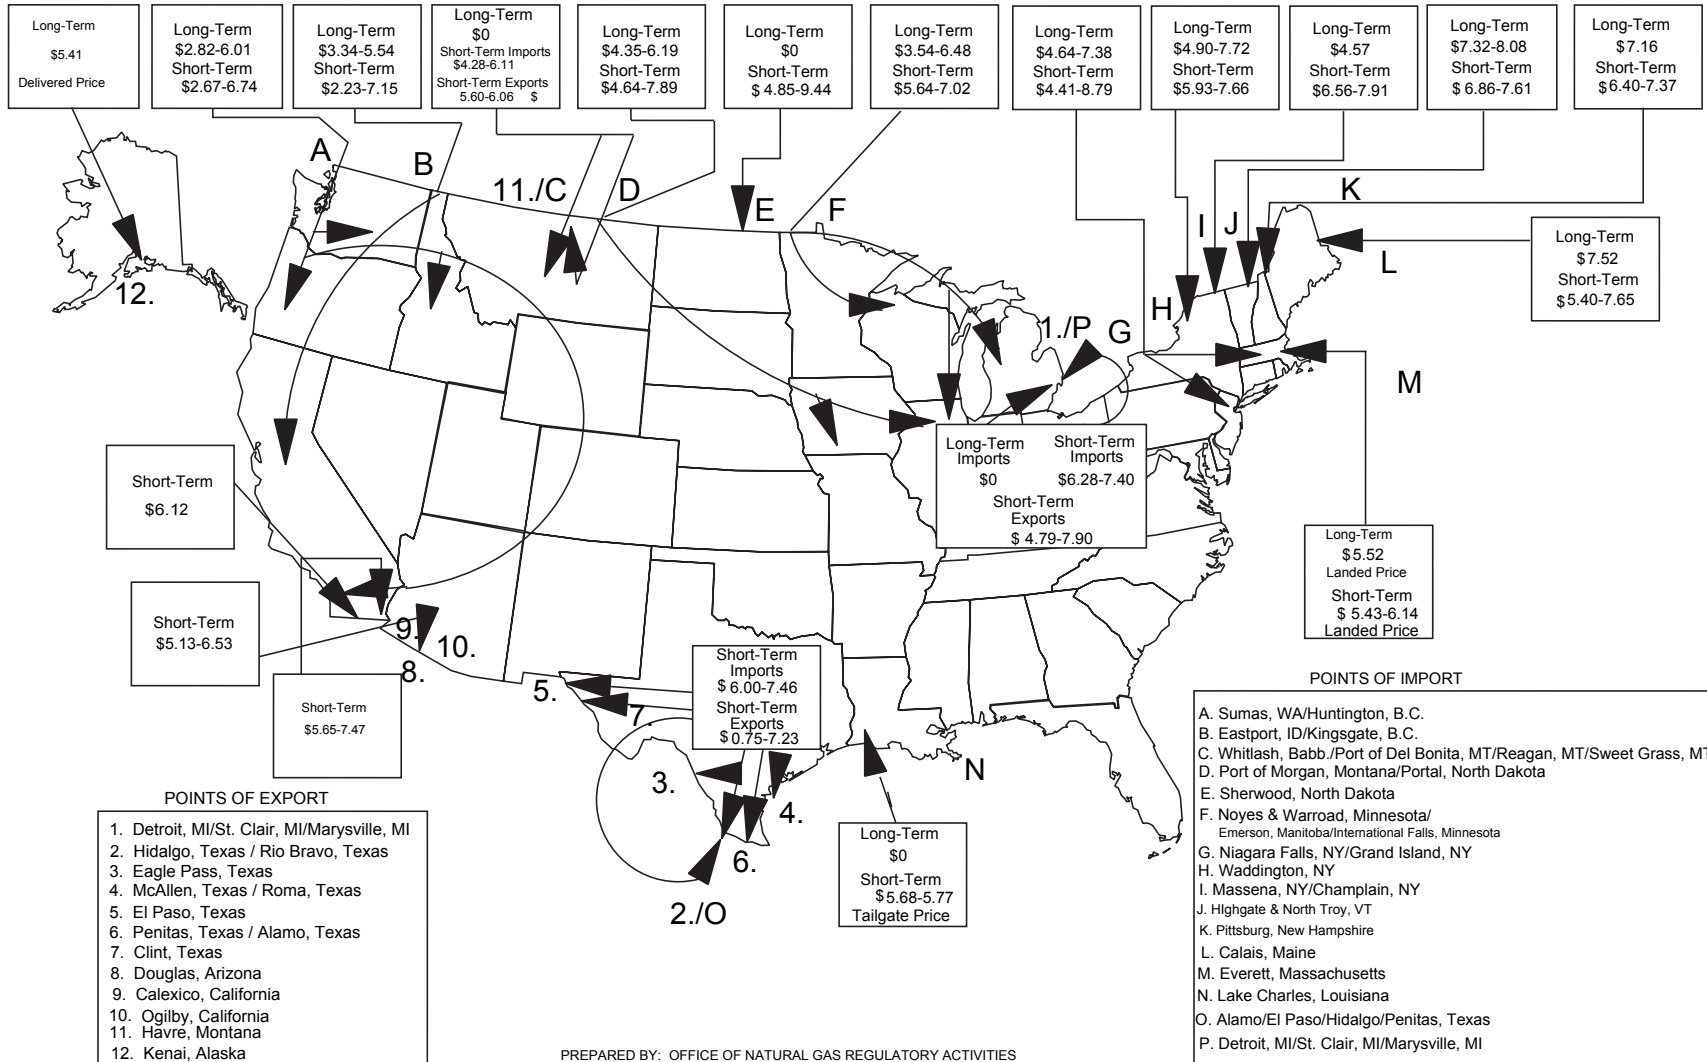 Long-Term
$5.41
Delivered Price
Long-Term
$2.82-6.01
Short-Term
$2.67-6.74
Long-Term
$3.34-5.54
Short-Term
$2.23-7.15
Long-Term
$0
Short-Term Imports
$4.28-6.11
Short-Term Exports
5.60-6.06 $
Long-Term
$4.35-6.19
Short-Term
$4.64-7.89
Long-Term
$0
Short-Term
$ 4.85-9.44
Long-Term
$3.54-6.48
Short-Term
$5.64-7.02
Long-Term
$4.64-7.38
Short-Term
$4.41-8.79
Long-Term
$4.90-7.72
Short-Term
$5.93-7.66
Long-Term
$4.57
Short-Term
$6.56-7.91
Long-Term
$7.32-8.08
Short-Term
$ 6.86-7.61
Long-Term
$7.16
Short-Term
$ 6.40-7.37
A
B
11./C
D
E
F
I
J
K
L
Long-Term
$7.52
Short-Term
$ 5.40-7.65
12.
H
1./P
G
M
Long-Term
Imports
$0
Short-Term
Imports
$6.28-7.40
Short-Term
Exports
$ 4.79-7.90
Short-Term
$6.12
Long-Term
$ 5.52
Landed Price
Short-Term
$ 5.43-6.14
Landed Price
Short-Term
$5.13-6.53
9.
10.
8.
Short-Term
$5.65-7.47
5.
7.
Short-Term
Imports
$ 6.00-7.46
Short-Term
Exports
$ 0.75-7.23
3.
4.
6.
2./O
N
Long-Term
$0
Short-Term
$ 5.68-5.77
Tailgate Price
POINTS OF EXPORT
1. Detroit, MI/St. Clair, MI/Marysville, MI
2. Hidalgo, Texas / Rio Bravo, Texas
3. Eagle Pass, Texas
4. McAllen, Texas / Roma, Texas
5. El Paso, Texas
6. Penitas, Texas / Alamo, Texas
7. Clint, Texas
8. Douglas, Arizona
9. Calexico, California
10. Ogilby, California
11. Havre, Montana
12. Kenai, Alaska
POINTS OF IMPORT
A. Sumas, WA/Huntington, B.C.
B. Eastport, ID/Kingsgate, B.C.
C. Whitlash, Babb./Port of Del Bonita, MT/Reagan, MT/Sweet Grass, MT
D. Port of Morgan, Montana/Portal, North Dakota
E. Sherwood, North Dakota
F. Noyes & Warroad, Minnesota/
Emerson, Manitoba/International Falls, Minnesota
G. Niagara Falls, NY/Grand Island, NY
H. Waddington, NY
I. Massena, NY/Champlain, NY
J. HIghgate & North Troy, VT
K. Pittsburg, New Hampshire
L. Calais, Maine
M. Everett, Massachusetts
N. Lake Charles, Louisiana
O. Alamo/El Paso/Hidalgo/Penitas, Texas
P. Detroit, MI/St. Clair, MI/Marysville, MI
PREPARED BY: OFFICE OF NATURAL GAS REGULATORY ACTIVITIES